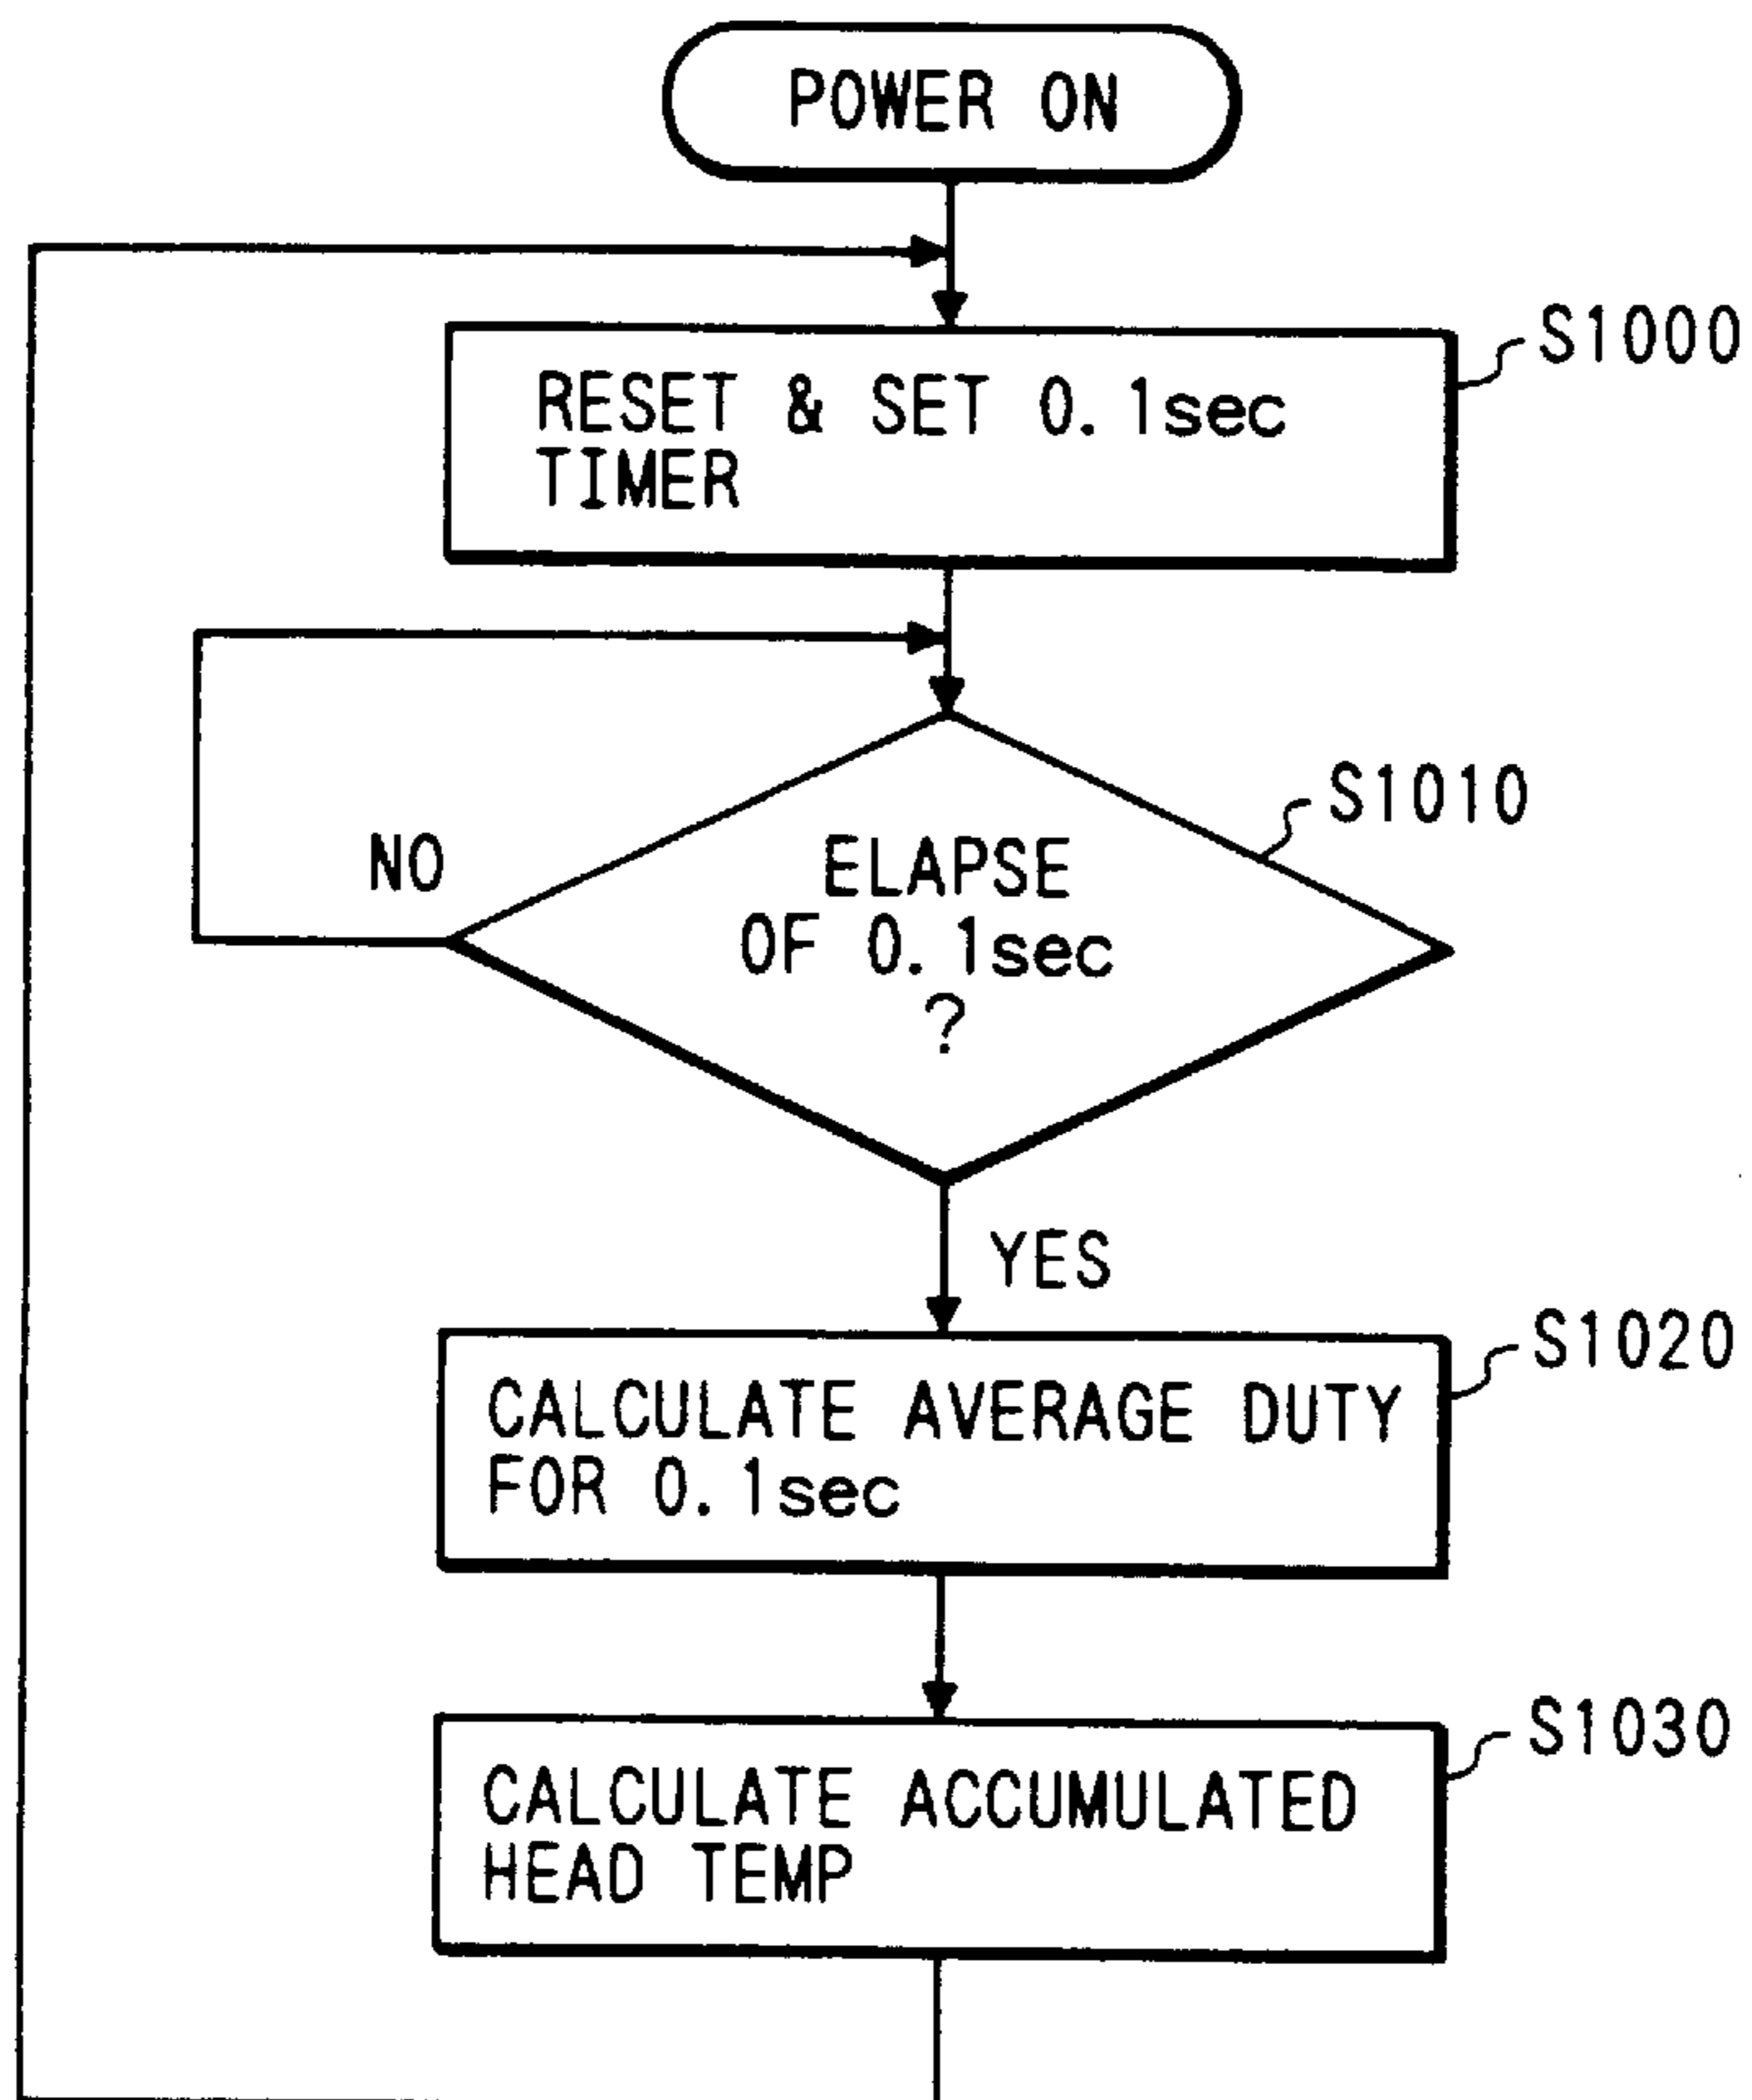 POWER ON
S1000
RESET & SET 0.1sec
TIMER
S1010
NO
ELAPSE
OF 0.1sec
?
YES
S1020
CALCULATE AVERAGE DUTY
FOR 0.1sec
S1030
CALCULATE ACCUMULATED
HEAD TEMP